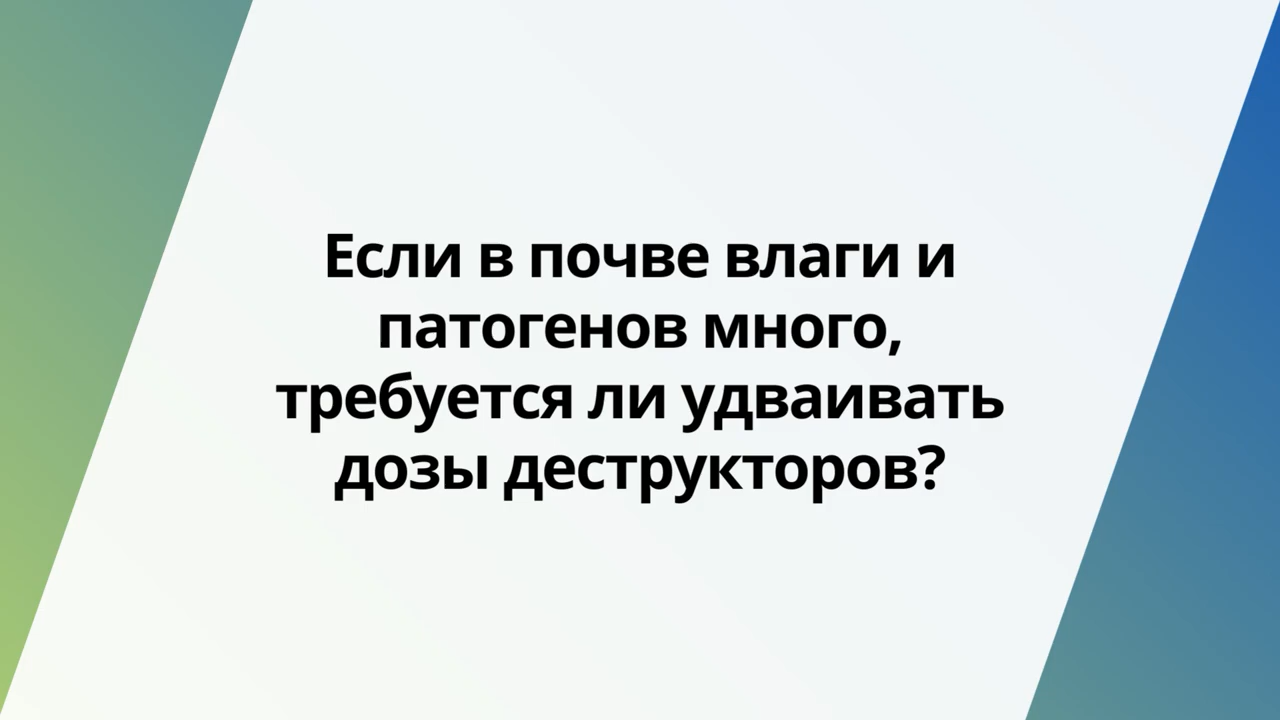 Если в почве влаги и
патогенов много,
требуется ли удваивать
дозы деструкторов?